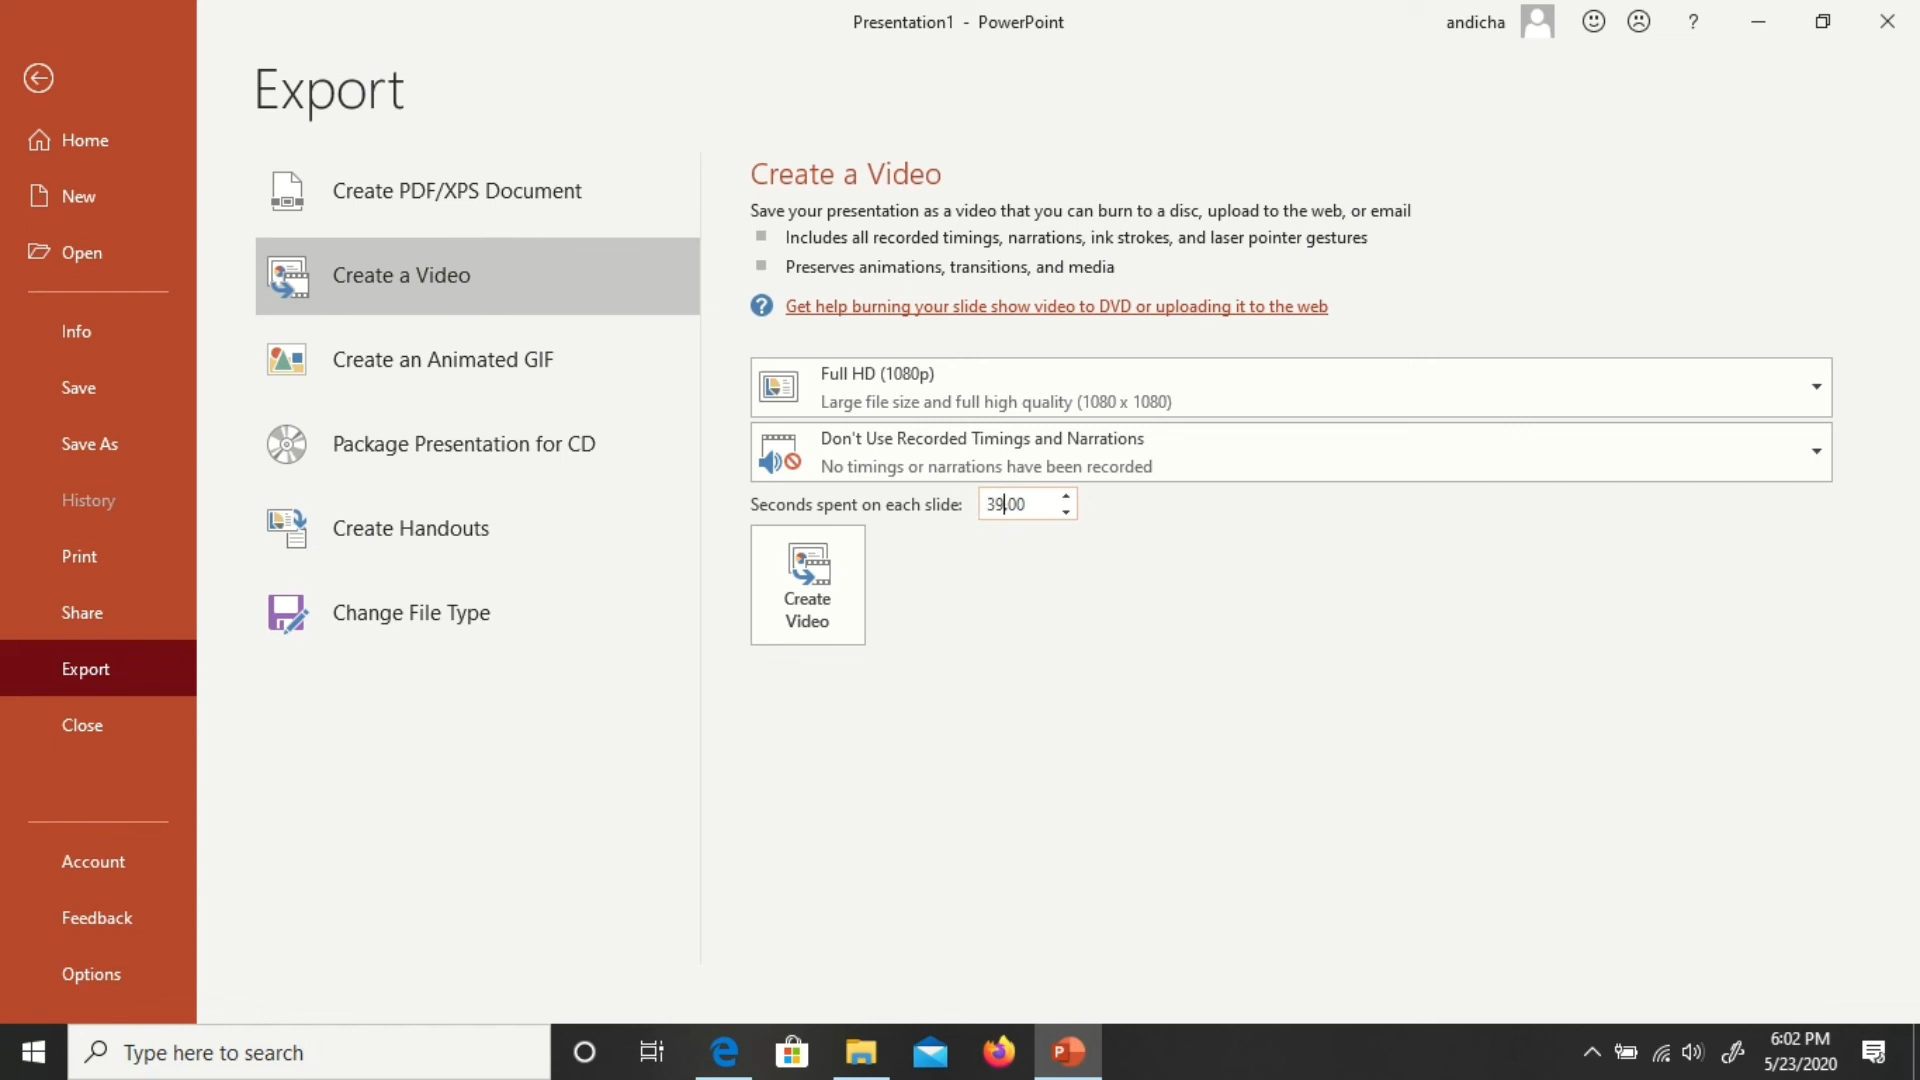 Presentation1 - PowerPoint
andicha
?
Export
Home
New
Open
Info
Save
Save As
History
Print
Share
Export
Close
Account
Feedback
Options
Create PDF/XPS Document
Create a Video
Create an Animated GIF
Package Presentation for CD
Create Handouts
Change File Type
Create a Video
Save your presentation as a video that you can burn to a disc, upload to the web, or email
Includes all recorded timings, narrations, ink strokes, and laser pointer gestures
Preserves animations, transitions, and media
? Get help burning your slide show video to DVD or uploading it to the web
Full HD (1080p)
Large file size and full high quality (1080 x 1080)
Don't Use Recorded Timings and Narrations
No timings or narrations have been recorded
Seconds spent on each slide: 39.00
Create
Video
Type here to search
6:02 PM
5/23/2020